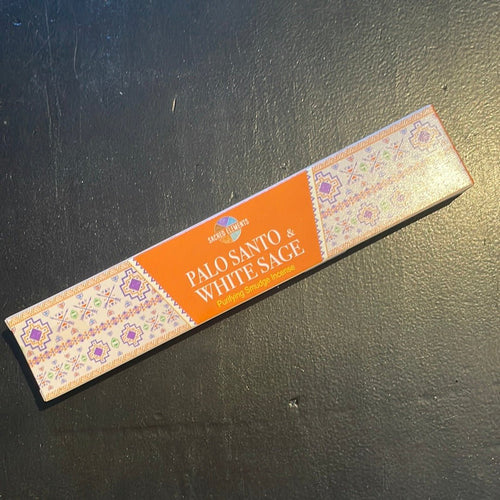 SACRED ELEMENTS
PALO SANTO &
WHITE SAGE
Purifying Smudge Incense